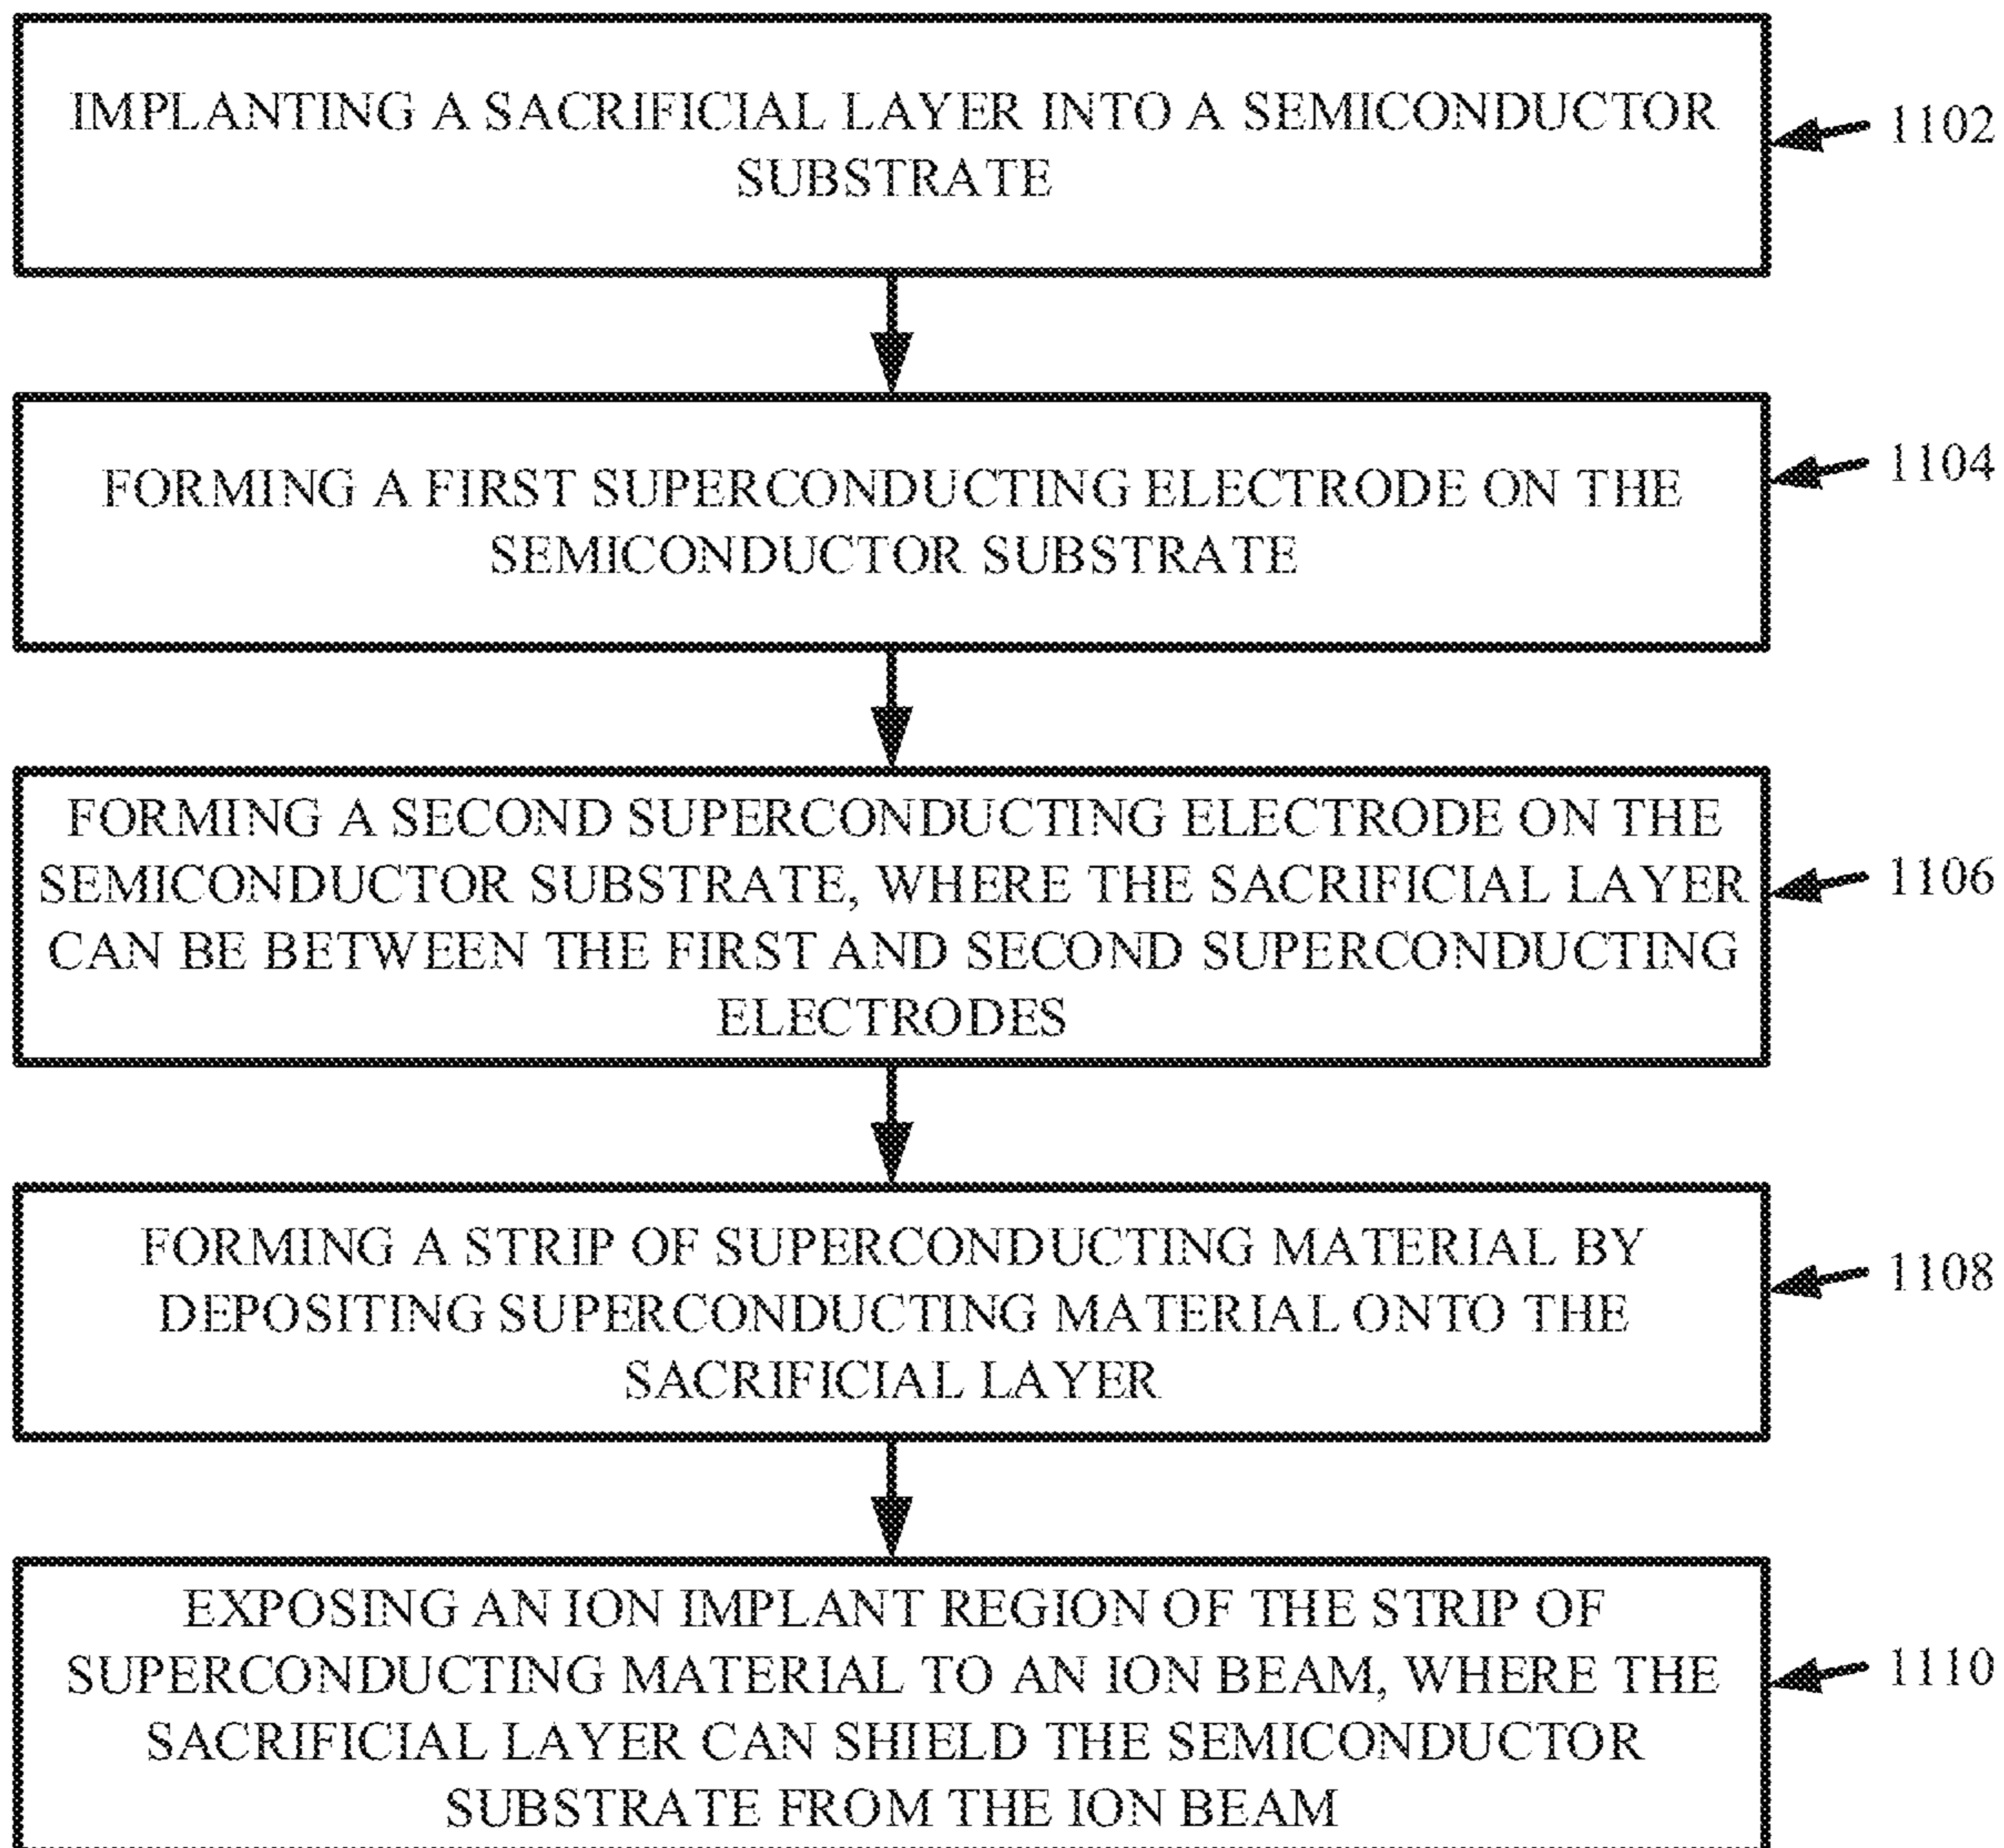 IMPLANTING A SACRIFICIAL LAYER INTO A SEMICONDUCTOR
SUBSTRATE
1102
FORMING A FIRST SUPERCONDUCTING ELECTRODE ON THE
SEMICONDUCTOR SUBSTRATE
1104
FORMING A SECOND SUPERCONDUCTING ELECTRODE ON THE
SEMICONDUCTOR SUBSTRATE, WHERE THE SACRIFICIAL LAYER
CAN BE BETWEEN THE FIRST AND SECOND SUPERCONDUCTING
ELECTRODES
1106
FORMING A STRIP OF SUPERCONDUCTING MATERIAL BY
DEPOSITING SUPERCONDUCTING MATERIAL ONTO THE
SACRIFICIAL LAYER
1108
EXPOSING AN ION IMPLANT REGION OF THE STRIP OF
SUPERCONDUCTING MATERIAL TO AN ION BEAM, WHERE THE
SACRIFICIAL LAYER CAN SHIELD THE SEMICONDUCTOR
SUBSTRATE FROM THE ION BEAM
1110